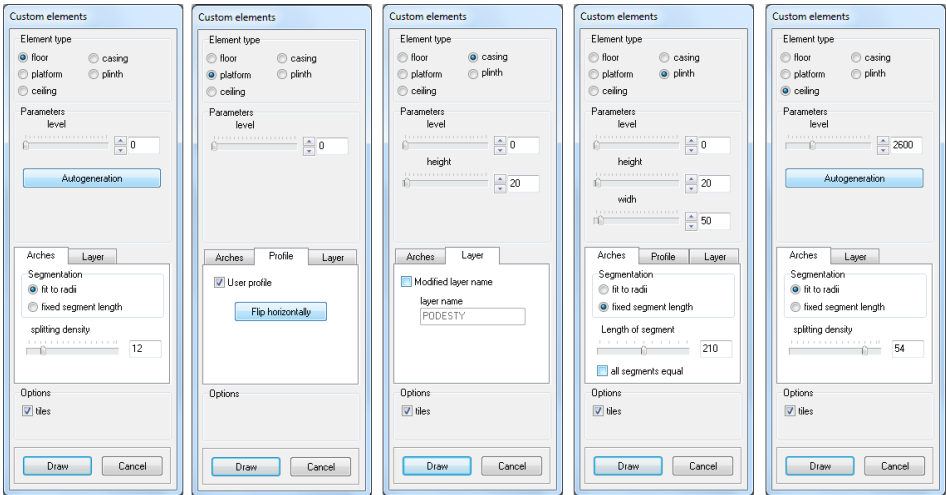 Custom elements
Element type
floor casing
platform plinth
ceiling
Parameters
level
0
Autogeneration
Arches Layer
Segmentation
fit to radii
fixed segment length
splitting density
12
Options
tiles
Draw Cancel
Custom elements
Element type
floor casing
platform plinth
ceiling
Parameters
level
0
Arches Profile Layer
User profile
Flip horizontally
Options
Draw Cancel
Custom elements
Element type
floor casing
platform plinth
ceiling
Parameters
level
0
height
20
Arches Layer
Modified layer name
layer name
PODESTY
Options
tiles
Draw Cancel
Custom elements
Element type
floor casing
platform plinth
ceiling
Parameters
level
0
height
20
widh
50
Arches Profile Layer
Segmentation
fit to radii
fixed segment length
Length of segment
210
all segments equal
Options
tiles
Draw Cancel
Custom elements
Element type
floor casing
platform plinth
ceiling
Parameters
level
2600
Autogeneration
Arches Layer
Segmentation
fit to radii
fixed segment length
splitting density
54
Options
tiles
Draw Cancel